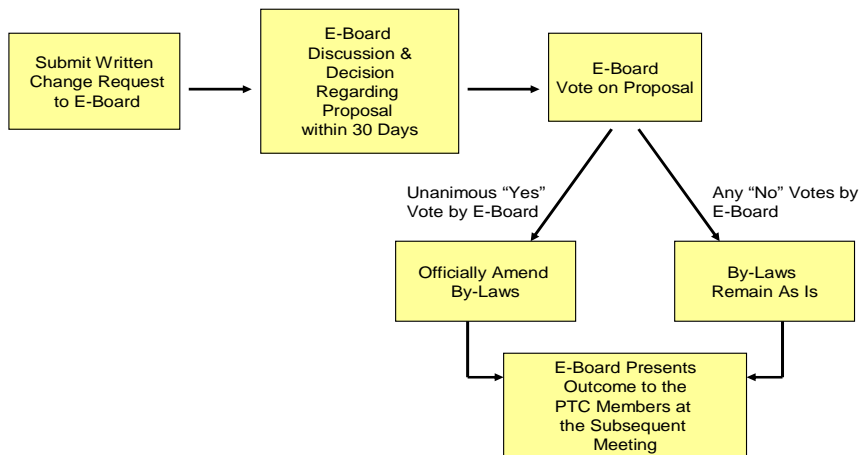 Submit Written
Change Request
to E-Board
E-Board
Discussion &
Decision
Regarding
Proposal
within 30 Days
E-Board
Vote on Proposal
Unanimous “Yes”
Vote by E-Board
Any “No” Votes by
E-Board
Officially Amend
By-Laws
By-Laws
Remain As Is
E-Board Presents
Outcome to the
PTC Members at
the Subsequent
Meeting